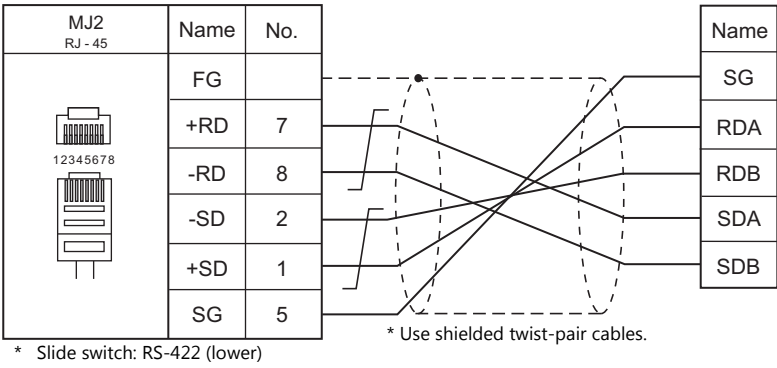 MJ2
RJ - 45
Name No. Name
FG SG
+RD 7 RDA
12345678
-RD 8 RDB
-SD 2 SDA
+SD 1 SDB
SG 5
* Use shielded twist-pair cables.
* Slide switch: RS-422 (lower)